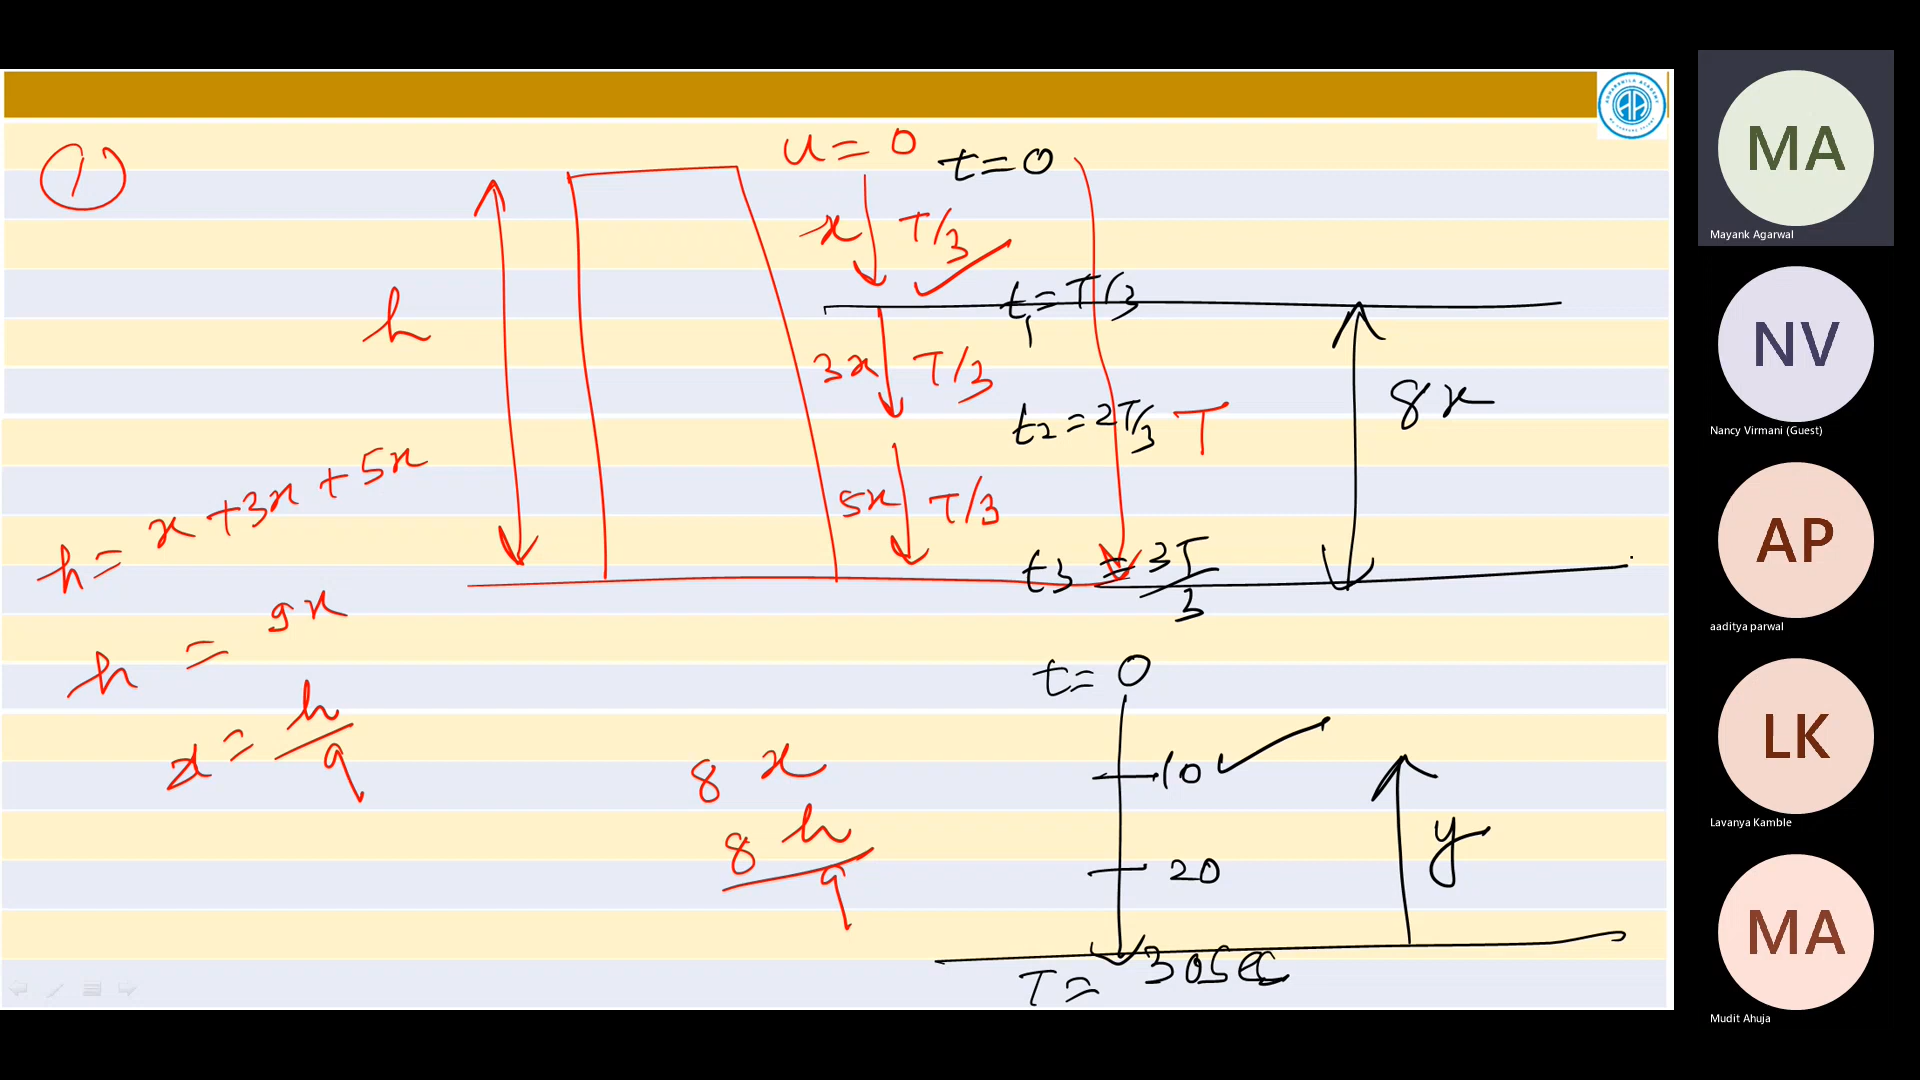 1
u = 0
t = 0
x T/3
t1 = T/3
h
3x T/3
8x
t2 = 2T/3 T
h = x + 3x + 5x
5x T/3
t3 = 3T/3
h = 9x
t = 0
x = h/9
8 x
10
8 h/9
y
20
T = 30 sec
MA
Mayank Agarwal
NV
Nancy Virmani (Guest)
AP
aaditya parwal
LK
Lavanya Kamble
MA
Mudit Ahuja